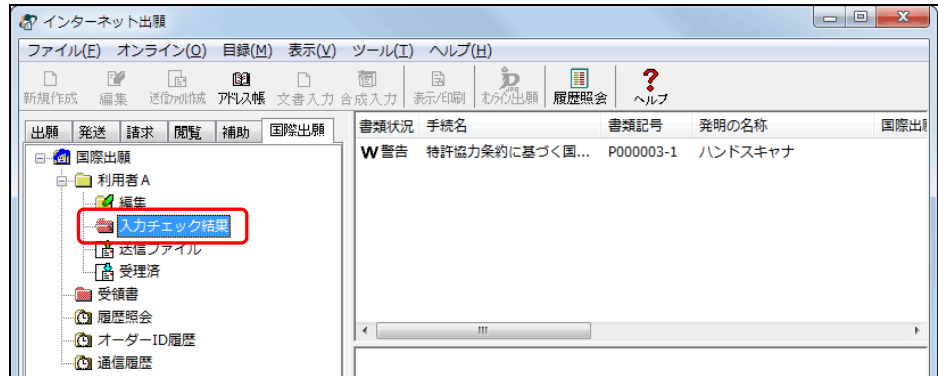 インターネット出願
ファイル(F) オンライン(O) 目録(M) 表示(V) ツール(T) ヘルプ(H)
新規作成 編集 送信ファイル作成 アドレス帳 文書入力 合成入力 表示/印刷 オンライン出願 履歴照会 ヘルプ
出願 発送 請求 閲覧 補助 国際出願
国際出願
利用者A
編集
入力チェック結果
送信ファイル
受理済
受領書
履歴照会
オーダーID履歴
通信履歴
書類状況 手続名 書類記号 発明の名称 国際出願
W警告 特許協力条約に基づく国... P000003-1 ハンドスキャナ